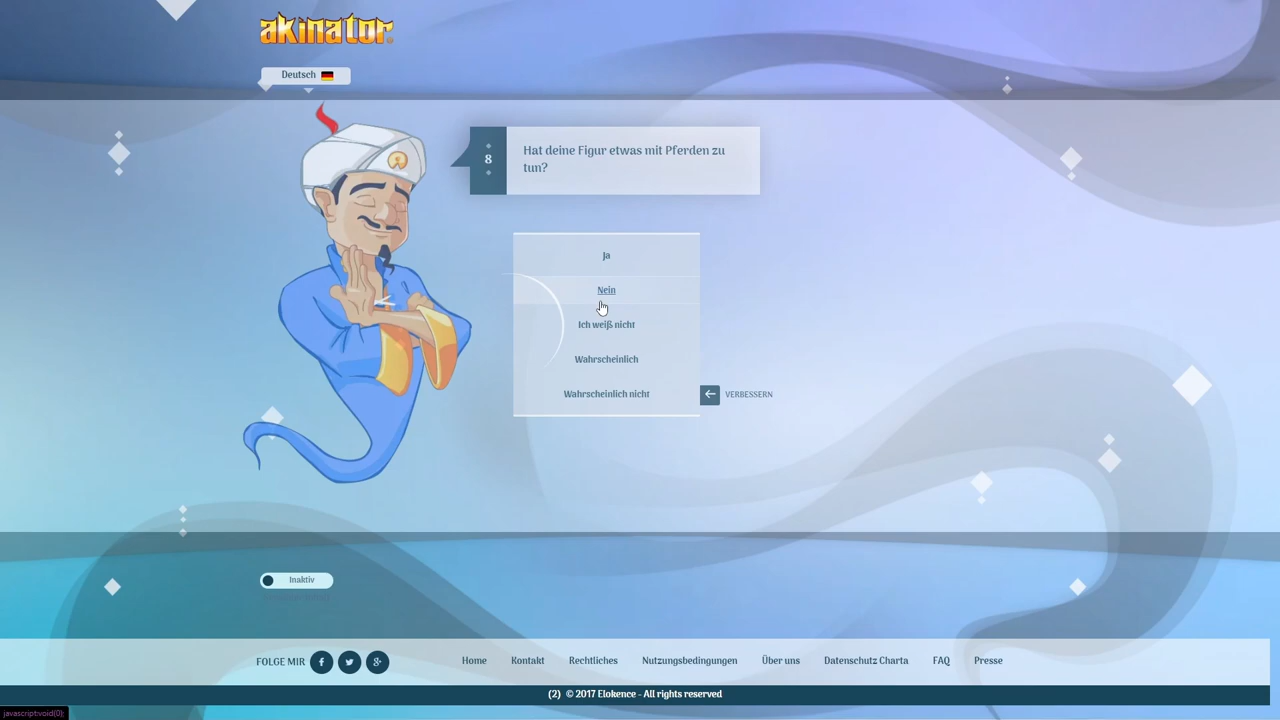 akinator
Deutsch
8
Hat deine Figur etwas mit Pferden zu
tun?
Ja
Nein
Ich weiß nicht
Wahrscheinlich
Wahrscheinlich nicht
VERBESSERN
Inaktiv
FOLGE MIR
Home
Kontakt
Rechtliches
Nutzungsbedingungen
Über uns
Datenschutz Charta
FAQ
Presse
(2) © 2017 Elokence - All rights reserved
javascript:void(0);